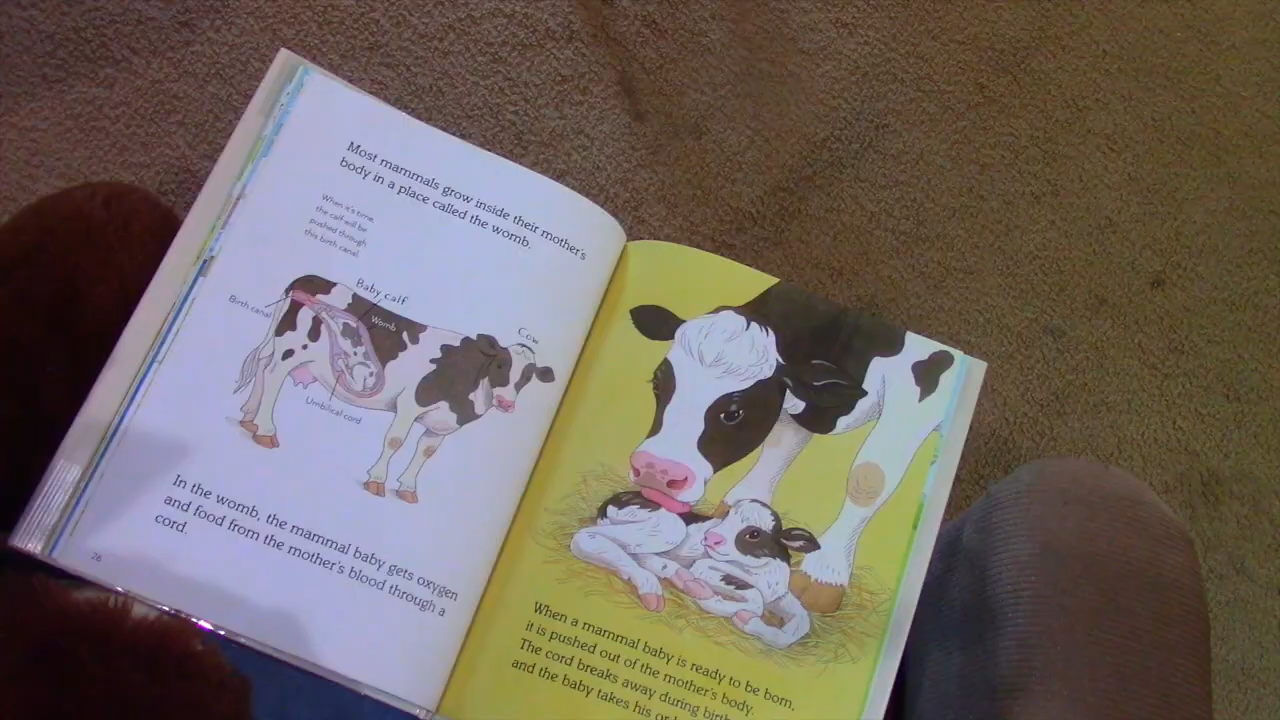 Most mammals grow inside their mother's
body in a place called the womb.
When it's time,
the calf will be
pushed through
this birth canal.
Baby calf
Birth canal
Womb
Cow
Umbilical cord
In the womb, the mammal baby gets oxygen
and food from the mother's blood through a
cord.
26
When a mammal baby is ready to be born,
it is pushed out of the mother's body.
The cord breaks away during
and the baby takes his or